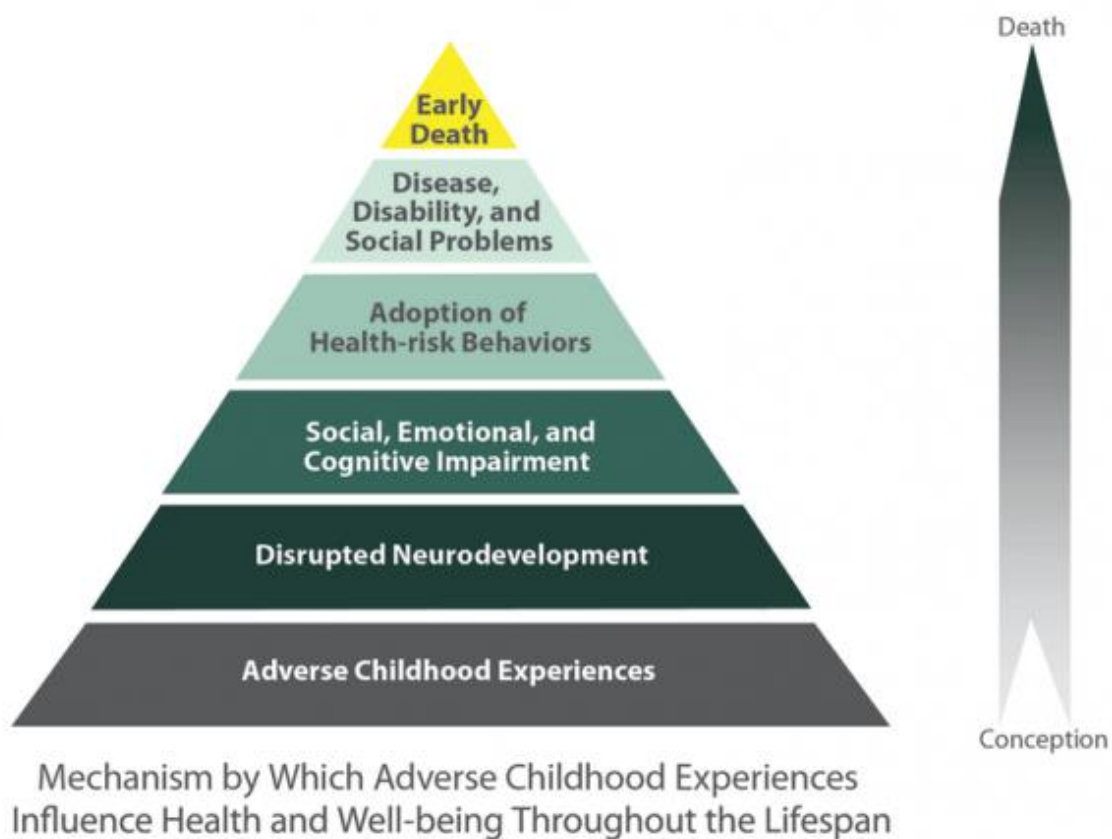 Death
Early
Death
Disease,
Disability, and
Social Problems
Adoption of
Health-risk Behaviors
Social, Emotional, and
Cognitive Impairment
Disrupted Neurodevelopment
Adverse Childhood Experiences
Conception
Mechanism by Which Adverse Childhood Experiences
Influence Health and Well-being Throughout the Lifespan